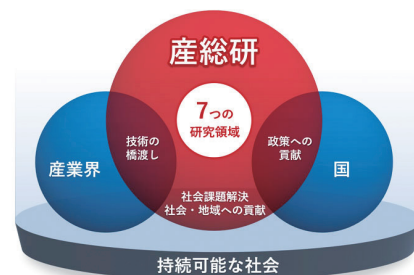 産総研
7つの
研究領域
技術の
橋渡し
政策への
貢献
産業界
国
社会課題解決
社会・地域への貢献
持続可能な社会